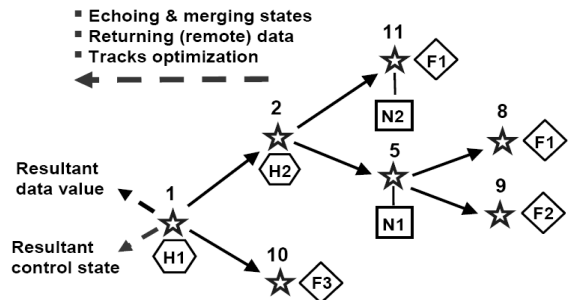 ▪ Echoing & merging states
▪ Returning (remote) data
▪ Tracks optimization
11
F1
2
N2
8
F1
H2
5
Resultant
data value
1
9
N1
F2
Resultant
control state
H1
10
F3